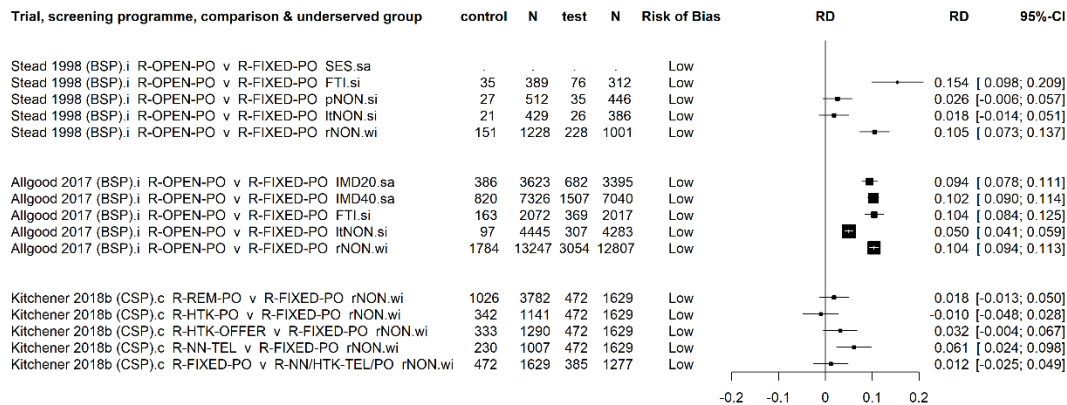 Trial, screening programme, comparison & underserved group control N test N Risk of Bias RD RD 95%-CI
Stead 1998 (BSP).i R-OPEN-PO v R-FIXED-PO SES.sa . . . . Low
Stead 1998 (BSP).i R-OPEN-PO v R-FIXED-PO FTI.si 35 389 76 312 Low 0.154 [ 0.098; 0.209]
Stead 1998 (BSP).i R-OPEN-PO v R-FIXED-PO pNON.si 27 512 35 446 Low 0.026 [-0.006; 0.057]
Stead 1998 (BSP).i R-OPEN-PO v R-FIXED-PO ltNON.si 21 429 26 386 Low 0.018 [-0.014; 0.051]
Stead 1998 (BSP).i R-OPEN-PO v R-FIXED-PO rNON.wi 151 1228 228 1001 Low 0.105 [ 0.073; 0.137]
Allgood 2017 (BSP).i R-OPEN-PO v R-FIXED-PO IMD20.sa 386 3623 682 3395 Low 0.094 [ 0.078; 0.111]
Allgood 2017 (BSP).i R-OPEN-PO v R-FIXED-PO IMD40.sa 820 7326 1507 7040 Low 0.102 [ 0.090; 0.114]
Allgood 2017 (BSP).i R-OPEN-PO v R-FIXED-PO FTI.si 163 2072 369 2017 Low 0.104 [ 0.084; 0.125]
Allgood 2017 (BSP).i R-OPEN-PO v R-FIXED-PO ltNON.si 97 4445 307 4283 Low 0.050 [ 0.041; 0.059]
Allgood 2017 (BSP).i R-OPEN-PO v R-FIXED-PO rNON.wi 1784 13247 3054 12807 Low 0.104 [ 0.094; 0.113]
Kitchener 2018b (CSP).c R-REM-PO v R-FIXED-PO rNON.wi 1026 3782 472 1629 Low 0.018 [-0.013; 0.050]
Kitchener 2018b (CSP).c R-HTK-PO v R-FIXED-PO rNON.wi 342 1141 472 1629 Low -0.010 [-0.048; 0.028]
Kitchener 2018b (CSP).c R-HTK-OFFER v R-FIXED-PO rNON.wi 333 1290 472 1629 Low 0.032 [-0.004; 0.067]
Kitchener 2018b (CSP).c R-NN-TEL v R-FIXED-PO rNON.wi 230 1007 472 1629 Low 0.061 [ 0.024; 0.098]
Kitchener 2018b (CSP).c R-FIXED-PO v R-NN/HTK-TEL/PO rNON.wi 472 1629 385 1277 Low 0.012 [-0.025; 0.049]
-0.2 -0.1 0 0.1 0.2